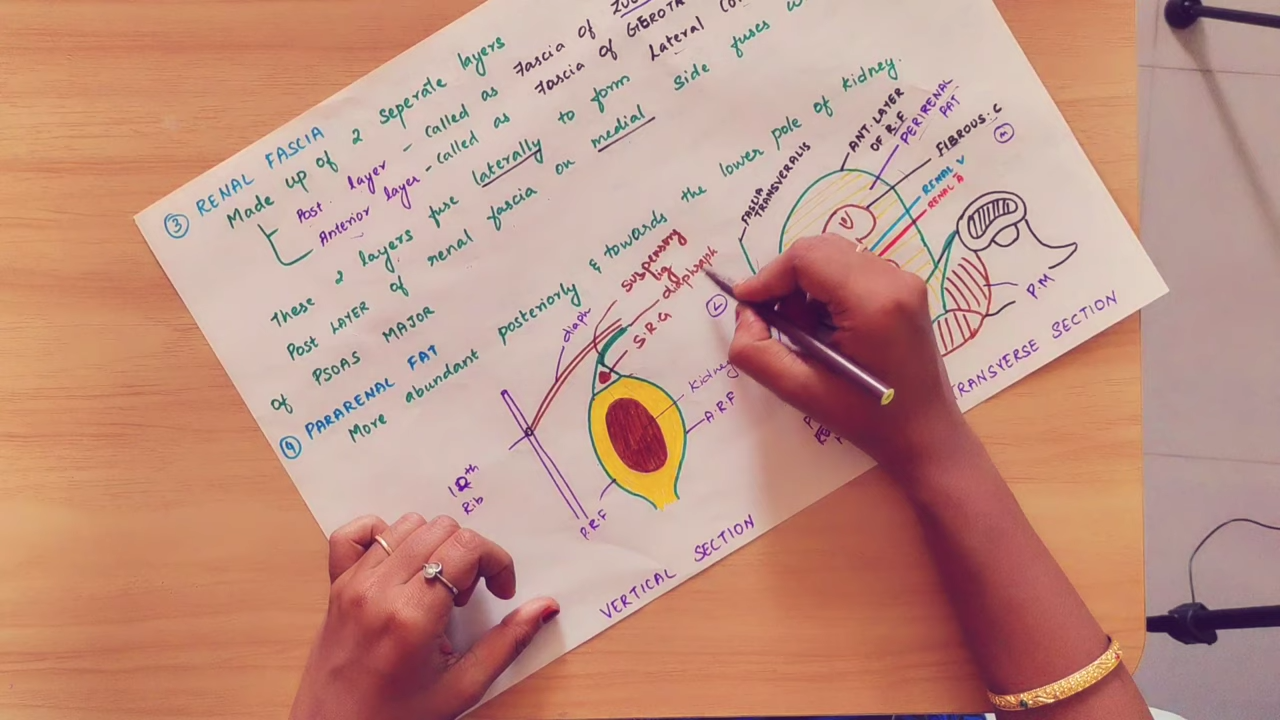 ③ RENAL FASCIA
Made up of 2 seperate layers
Post. layer - called as Fascia of
Anterior layer - called as Fascia of GEROTA
These 2 layers fuse laterally to form Lateral
Post LAYER of renal fascia on medial side fuses
of PSOAS MAJOR
④ PARARENAL FAT
More abundant posteriorly & towards the lower pole of kidney.
FASCIA
TRANSVERALIS
ANT. LAYER
OF R.F
PERIRENAL
FAT
FIBROUS. C
M
RENAL V
RENAL A
P.M
L
TRANSVERSE SECTION
suspensory
lig
diaph
diaphraph
S.R.G
Kidney
A.R.F
12th
Rib
P.R.F
VERTICAL SECTION